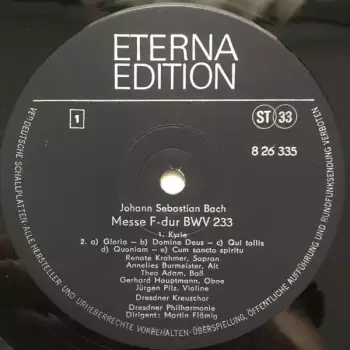 ETERNA
EDITION
1
ST 33
8 26 335
Johann Sebastian Bach
Messe F-dur BWV 233
1. Kyrie
2. a) Gloria – b) Domine Deus – c) Qui tollis
d) Quoniam – e) Cum sancto spiritu
Renate Krahmer, Sopran
Annelies Burmeister, Alt
Theo Adam, Baß
Gerhard Hauptmann, Oboe
Jürgen Pilz, Violine
Dresdner Kreuzchor
Dresdner Philharmonie
Dirigent: Martin Flämig
VEB DEUTSCHE SCHALLPLATTEN · ALLE HERSTELLER- UND URHEBERRECHTE VORBEHALTEN · ÜBERSPIELUNG, ÖFFENTLICHE AUFFÜHRUNG UND RUNDFUNKSENDUNG VERBOTEN